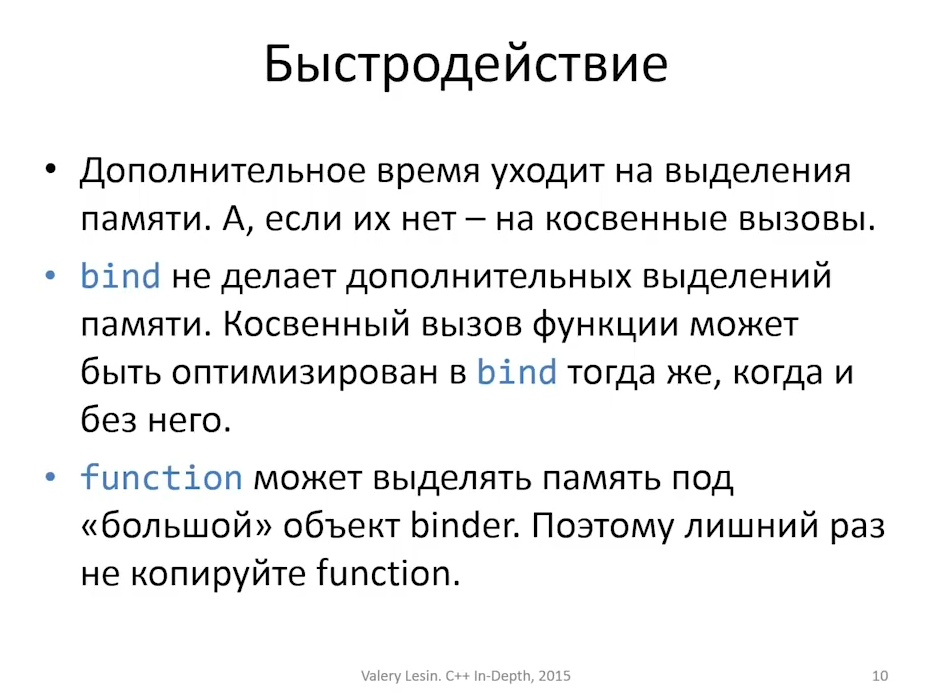 Быстродействие
• Дополнительное время уходит на выделения
памяти. А, если их нет – на косвенные вызовы.
• bind не делает дополнительных выделений
памяти. Косвенный вызов функции может
быть оптимизирован в bind тогда же, когда и
без него.
• function может выделять память под
«большой» объект binder. Поэтому лишний раз
не копируйте function.
Valery Lesin. C++ In-Depth, 2015
10